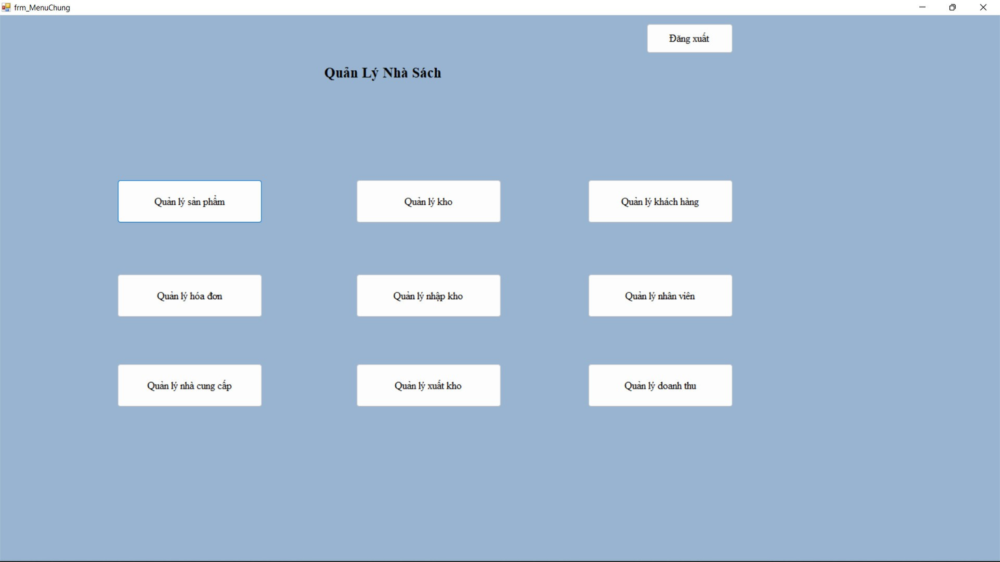 frm_MenuChung
Đăng xuất
Quản Lý Nhà Sách
Quản lý sản phẩm
Quản lý kho
Quản lý khách hàng
Quản lý hóa đơn
Quản lý nhập kho
Quản lý nhân viên
Quản lý nhà cung cấp
Quản lý xuất kho
Quản lý doanh thu